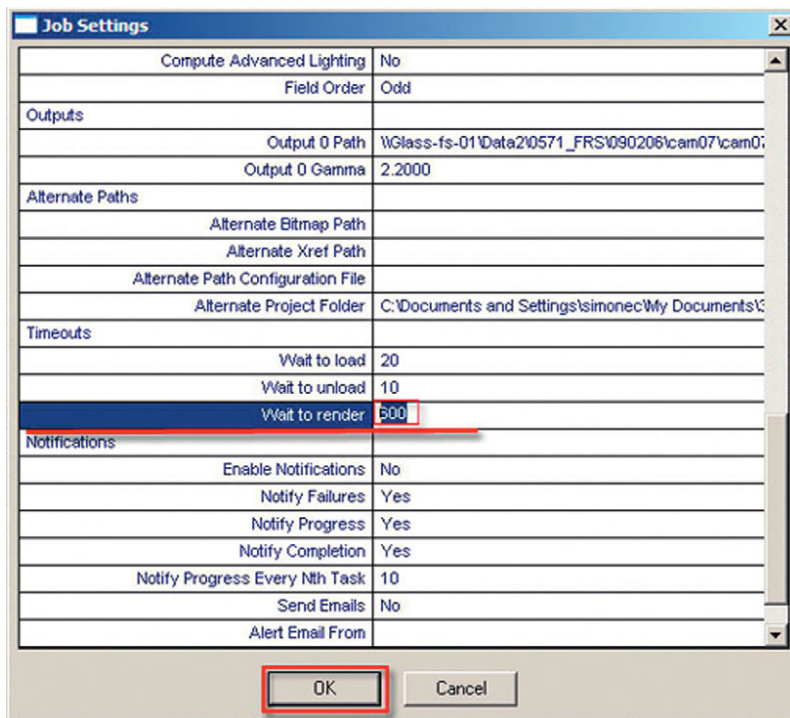 Job Settings
Compute Advanced Lighting No
Field Order Odd
Outputs
Output 0 Path \\Glass-fs-01\Data2\0571_FRS\090206\cam07\cam07
Output 0 Gamma 2.2000
Alternate Paths
Alternate Bitmap Path
Alternate Xref Path
Alternate Path Configuration File
Alternate Project Folder C:\Documents and Settings\simonec\My Documents\3
Timeouts
Wait to load 20
Wait to unload 10
Wait to render 600
Notifications
Enable Notifications No
Notify Failures Yes
Notify Progress Yes
Notify Completion Yes
Notify Progress Every Nth Task 10
Send Emails No
Alert Email From
OK Cancel